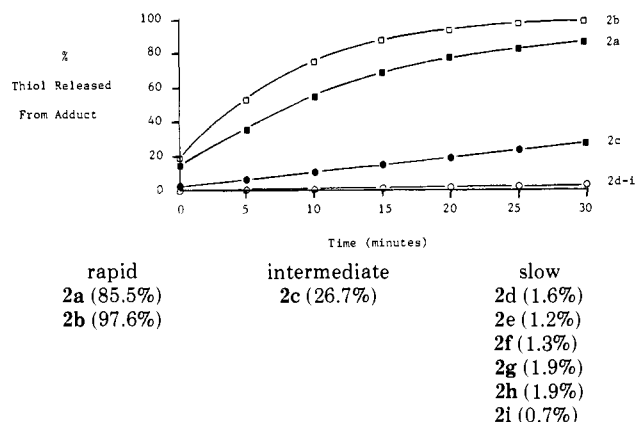 100
2b
%
80
2a
Thiol Released
60
From Adduct
40
2c
20
0
2d-i
0 5 10 15 20 25 30
Time (minutes)
rapid intermediate slow
2a (85.5%) 2c (26.7%) 2d (1.6%)
2b (97.6%) 2e (1.2%)
2f (1.3%)
2g (1.9%)
2h (1.9%)
2i (0.7%)